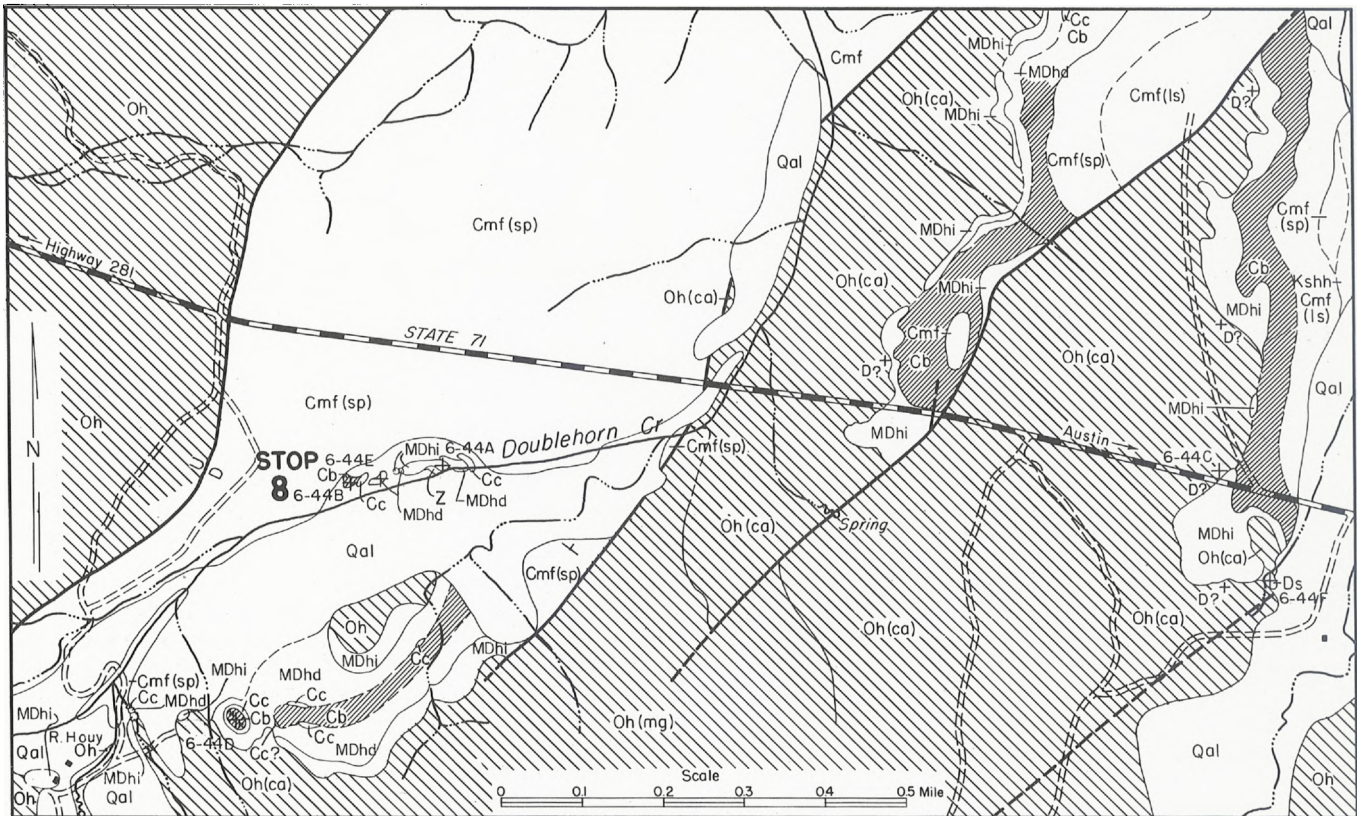 Oh
Cmf
Oh(ca)
MDhi
MDhi
Cc
Cb
MDhd
Cmf(ls)
Qal
D?
Qal
Cmf(sp)
Cmf(sp)
MDhi
Cmf
(sp)
Highway 281
Oh(ca)
Oh(ca)
MDhi
Cb
MDhi
Kshh
Cmf
(ls)
STATE 71
Cmf
Cb
D?
Oh(ca)
D?
Qal
N
Oh
Cmf(sp)
MDhi
MDhi
Austin
STOP
8
6-44E
Cb
6-44B
Cc
MDhi
6-44A
MDhd
Z
MDhd
Cc
Doublehorn Cr
Cmf(sp)
6-44C
D?
Qal
Oh(ca)
Spring
MDhi
Oh(ca)
Cmf(sp)
Ds
6-44F
D?
Oh
MDhi
Cc
MDhi
Oh(ca)
Oh(ca)
Cmf(sp)
Cc
MDhd
MDhi
MDhd
Cc
Cb
Cc
Cb
Cc
MDhd
Oh(mg)
MDhi
Qal
R. Houy
Oh
6-44D
Cc?
Oh(ca)
MDhi
Qal
Oh
Qal
Oh
Scale
0 0.1 0.2 0.3 0.4 0.5 Mile